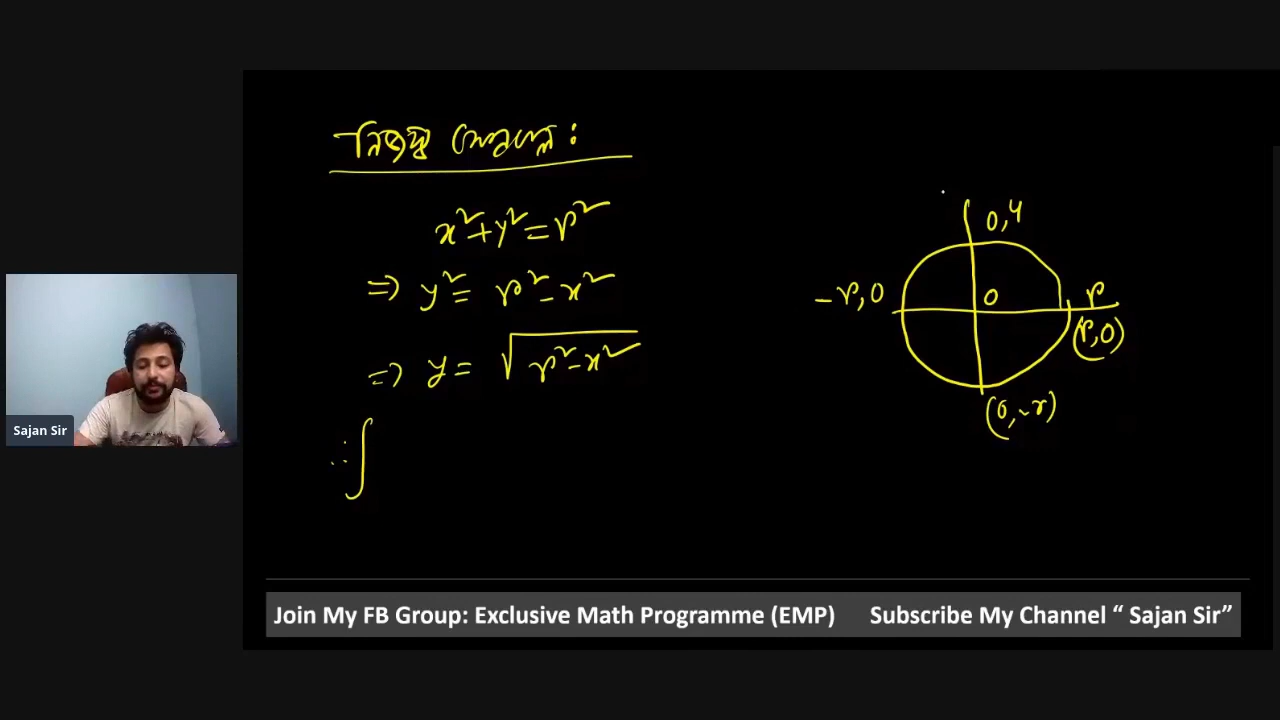 x²+y²=r²
⇒ y² = r²-x²
⇒ y = √r²-x²
∴ ∫
0,4
-r,0
0
r
(r,0)
(0,-r)
Sajan Sir
Join My FB Group: Exclusive Math Programme (EMP) Subscribe My Channel “ Sajan Sir”